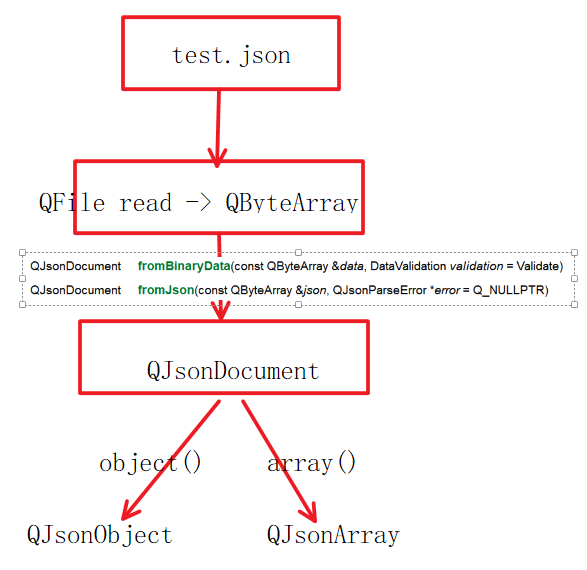 test.json
QFile read -> QByteArray
QJsonDocument fromBinaryData(const QByteArray &data, DataValidation validation = Validate)
QJsonDocument fromJson(const QByteArray &json, QJsonParseError *error = Q_NULLPTR)
QJsonDocument
object() array()
QJsonObject QJsonArray